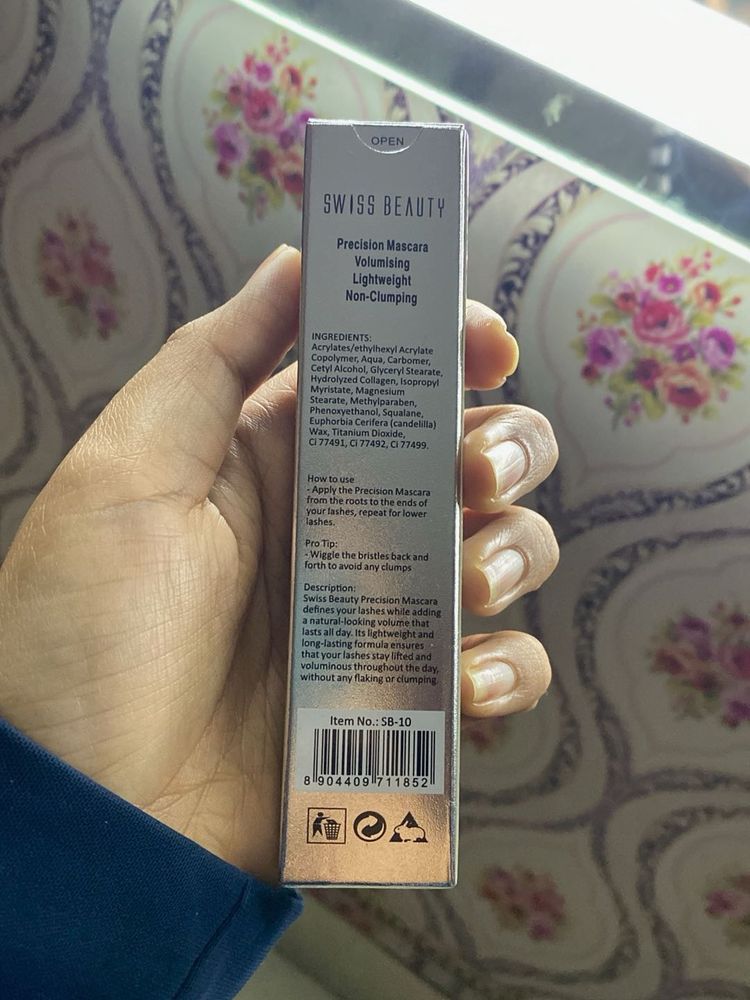 OPEN
SWISS BEAUTY
Precision Mascara
Volumising
Lightweight
Non-Clumping
INGREDIENTS:
Acrylates/ethylhexyl Acrylate
Copolymer, Aqua, Carbomer,
Cetyl Alcohol, Glyceryl Stearate,
Hydrolyzed Collagen, Isopropyl
Myristate, Magnesium
Stearate, Methylparaben,
Phenoxyethanol, Squalane,
Euphorbia Cerifera (candelilla)
Wax, Titanium Dioxide,
Ci 77491, Ci 77492, Ci 77499.
How to use
- Apply the Precision Mascara
from the roots to the ends of
your lashes, repeat for lower
lashes.
Pro Tip:
- Wiggle the bristles back and
forth to avoid any clumps
Description:
Swiss Beauty Precision Mascara
defines your lashes while adding
a natural-looking volume that
lasts all day. Its lightweight and
long-lasting formula ensures
that your lashes stay lifted and
voluminous throughout the day,
without any flaking or clumping.
Item No.: SB-10
8 904409 711852